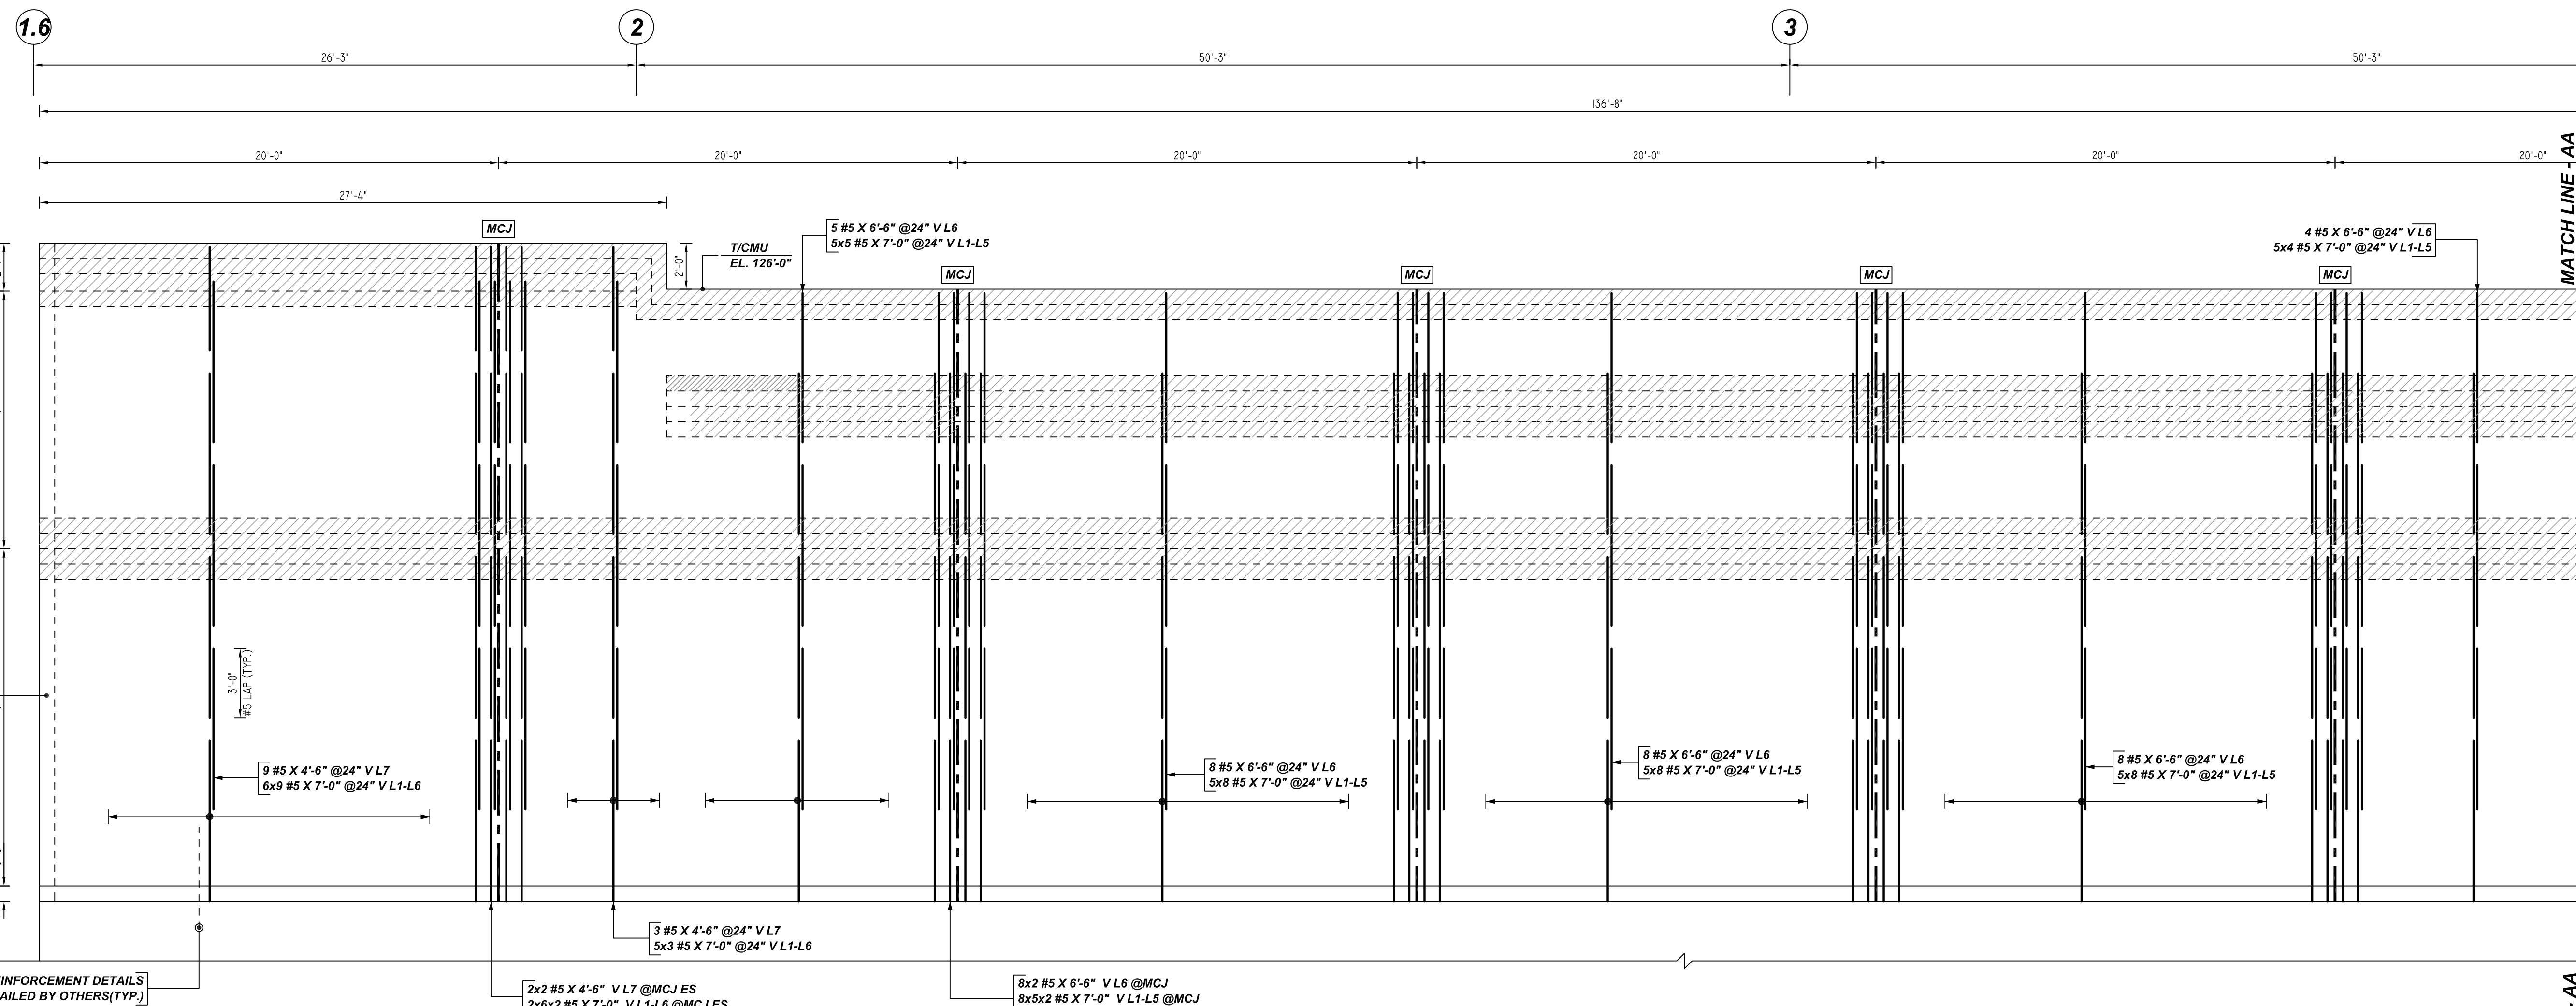 1.6
2
3
26'-3"
50'-3"
50'-3"
136'-8"
20'-0"
20'-0"
20'-0"
20'-0"
20'-0"
20'-0"
27'-4"
MATCH LINE - AA
MCJ
T/CMU
EL. 126'-0"
2'-0"
5 #5 X 6'-6" @24" V L6
5x5 #5 X 7'-0" @24" V L1-L5
MCJ
MCJ
MCJ
MCJ
4 #5 X 6'-6" @24" V L6
5x4 #5 X 7'-0" @24" V L1-L5
3'-0"
#5 LAP (TYP.)
9 #5 X 4'-6" @24" V L7
6x9 #5 X 7'-0" @24" V L1-L6
8 #5 X 6'-6" @24" V L6
5x8 #5 X 7'-0" @24" V L1-L5
8 #5 X 6'-6" @24" V L6
5x8 #5 X 7'-0" @24" V L1-L5
8 #5 X 6'-6" @24" V L6
5x8 #5 X 7'-0" @24" V L1-L5
3 #5 X 4'-6" @24" V L7
5x3 #5 X 7'-0" @24" V L1-L6
INFORCEMENT DETAILS
AILED BY OTHERS(TYP.)
2x2 #5 X 4'-6" V L7 @MCJ ES
2x6x2 #5 X 7'-0" V L1-L6 @MCJ ES
8x2 #5 X 6'-6" V L6 @MCJ
8x5x2 #5 X 7'-0" V L1-L5 @MCJ
AA